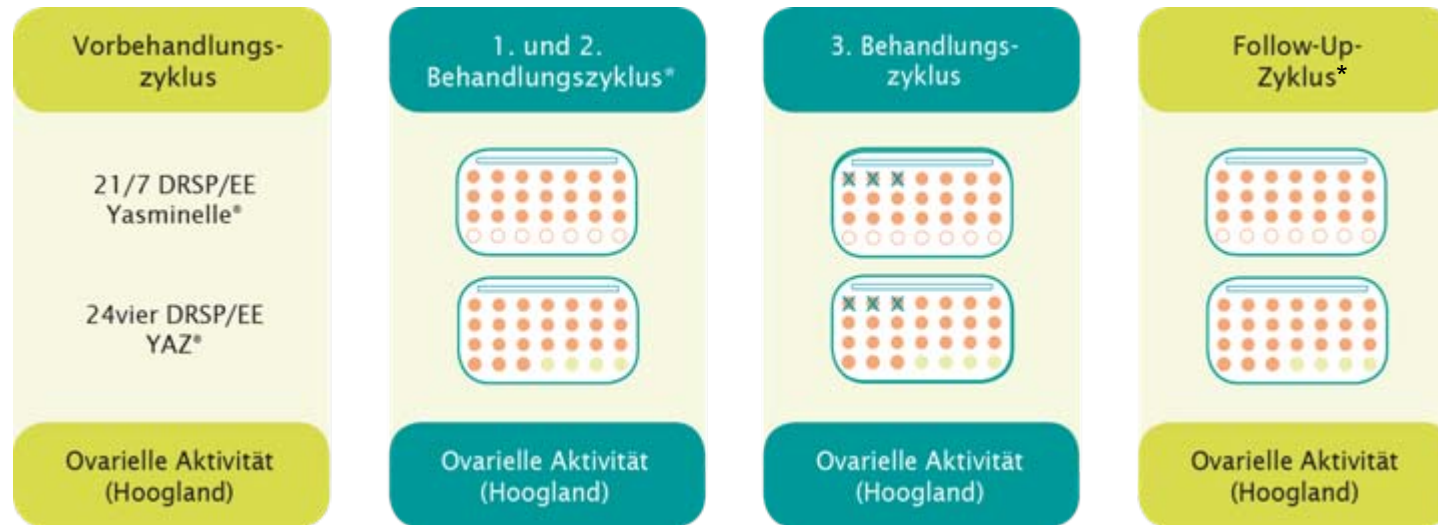 Vorbehandlungs-
zyklus
21/7 DRSP/EE
Yasminelle®
24vier DRSP/EE
YAZ®
Ovarielle Aktivität
(Hoogland)
1. und 2.
Behandlungszyklus*
Ovarielle Aktivität
(Hoogland)
3. Behandlungs-
zyklus
Ovarielle Aktivität
(Hoogland)
Follow-Up-
Zyklus*
Ovarielle Aktivität
(Hoogland)